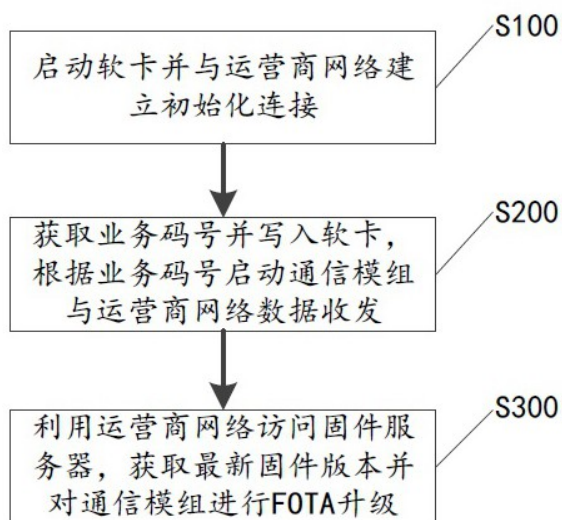 S100
启动软卡并与运营商网络建
立初始化连接
S200
获取业务码号并写入软卡，
根据业务码号启动通信模组
与运营商网络数据收发
S300
利用运营商网络访问固件服
务器，获取最新固件版本并
对通信模组进行FOTA升级